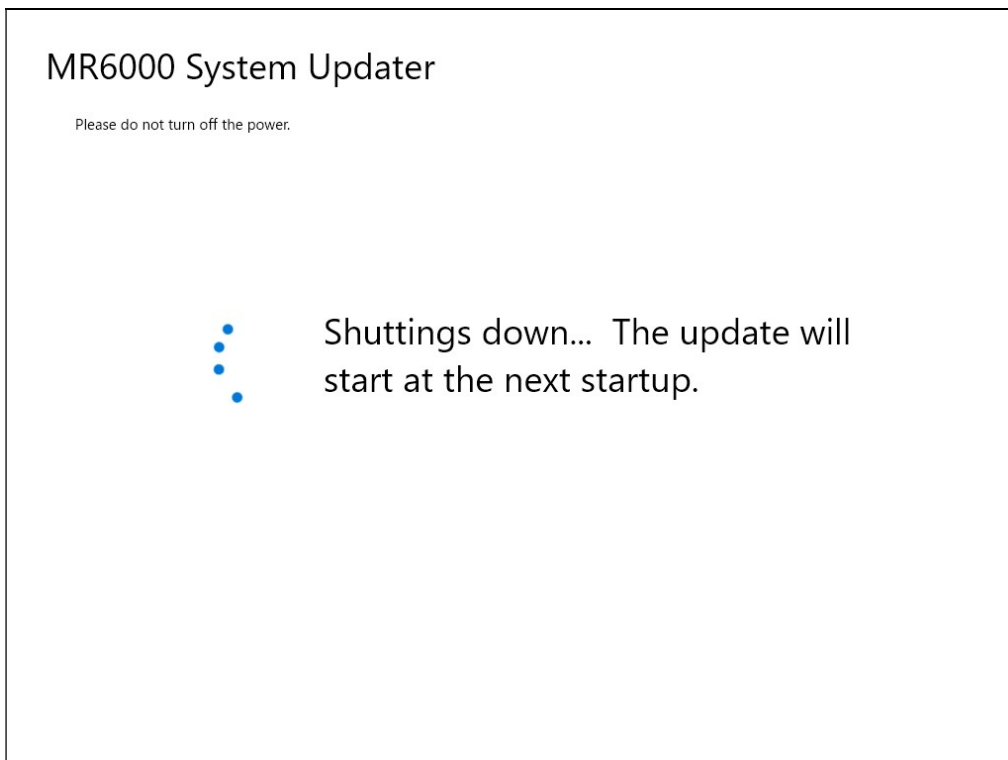 MR6000 System Updater
Please do not turn off the power.
Shuttings down...  The update will
start at the next startup.